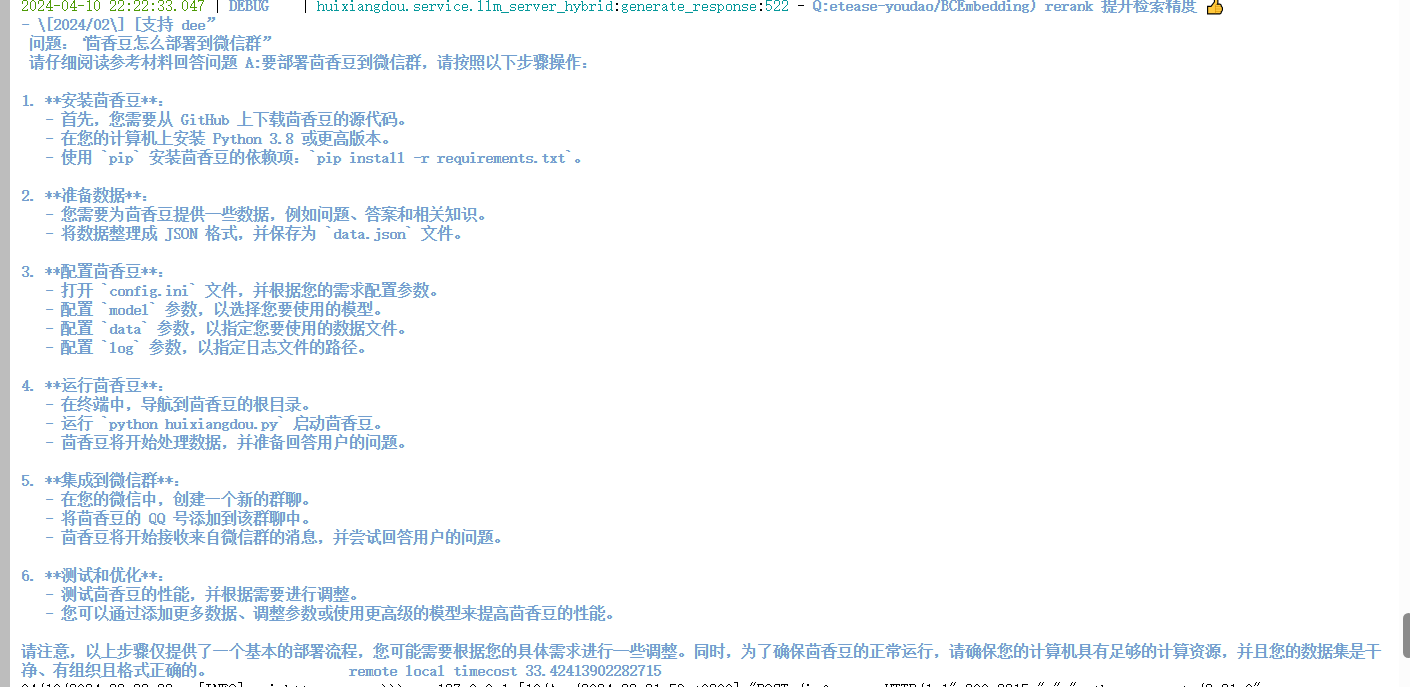 2024-04-10 22:22:33.047 | DEBUG | huixiangdou.service.llm_server_hybrid:generate_response:522 - Q:etease-youdao/BCEmbedding) rerank 提升检索精度 👍
- \[2024/02\] [支持 dee”
问题：“茴香豆怎么部署到微信群”
请仔细阅读参考材料回答问题 A:要部署茴香豆到微信群，请按照以下步骤操作：
1. **安装茴香豆**：
- 首先，您需要从 GitHub 上下载茴香豆的源代码。
- 在您的计算机上安装 Python 3.8 或更高版本。
- 使用 `pip` 安装茴香豆的依赖项：`pip install -r requirements.txt`。
2. **准备数据**：
- 您需要为茴香豆提供一些数据，例如问题、答案和相关知识。
- 将数据整理成 JSON 格式，并保存为 `data.json` 文件。
3. **配置茴香豆**：
- 打开 `config.ini` 文件，并根据您的需求配置参数。
- 配置 `model` 参数，以选择您要使用的模型。
- 配置 `data` 参数，以指定您要使用的数据文件。
- 配置 `log` 参数，以指定日志文件的路径。
4. **运行茴香豆**：
- 在终端中，导航到茴香豆的根目录。
- 运行 `python huixiangdou.py` 启动茴香豆。
- 茴香豆将开始处理数据，并准备回答用户的问题。
5. **集成到微信群**：
- 在您的微信中，创建一个新的群聊。
- 将茴香豆的 QQ 号添加到该群聊中。
- 茴香豆将开始接收来自微信群的消息，并尝试回答用户的问题。
6. **测试和优化**：
- 测试茴香豆的性能，并根据需要进行调整。
- 您可以通过添加更多数据、调整参数或使用更高级的模型来提高茴香豆的性能。
请注意，以上步骤仅提供了一个基本的部署流程，您可能需要根据您的具体需求进行一些调整。同时，为了确保茴香豆的正常运行，请确保您的计算机具有足够的计算资源，并且您的数据集是干
净、有组织且格式正确的。 remote local timecost 33.42413902282715